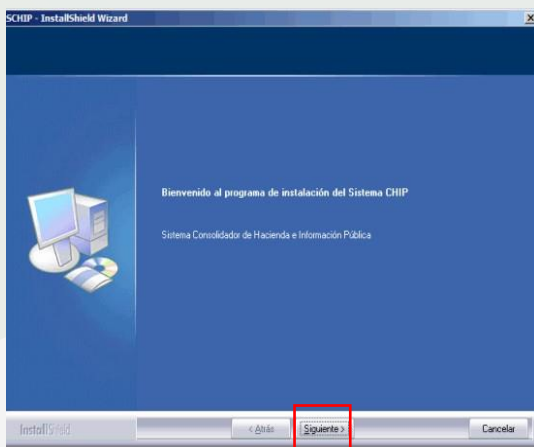 SCHIP - InstallShield Wizard
Bienvenido al programa de instalación del Sistema CHIP
Sistema Consolidador de Hacienda e Información Pública
InstallShield
< Atrás
Siguiente >
Cancelar